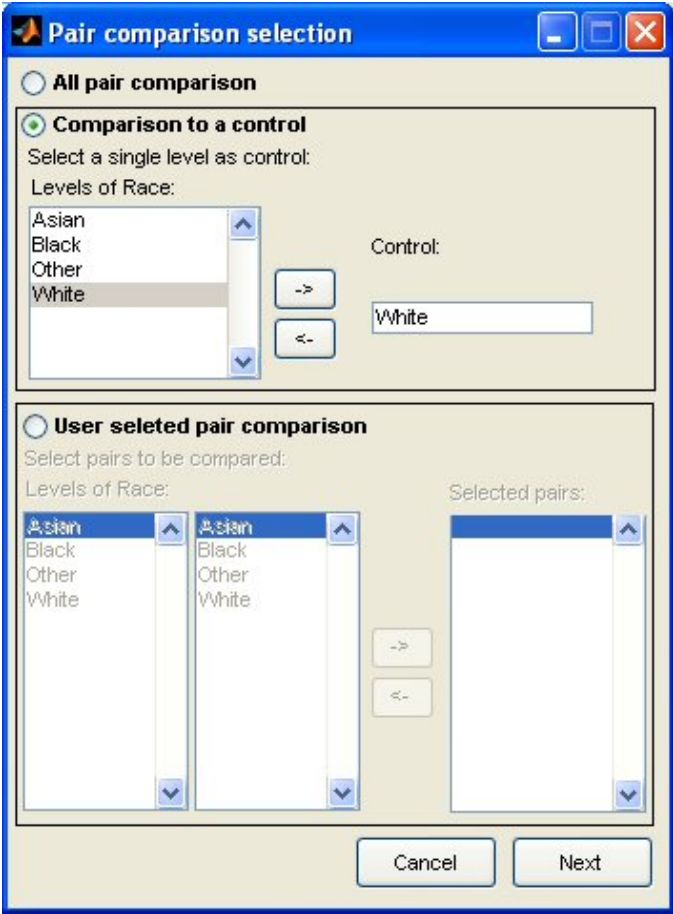 Pair comparison selection
All pair comparison
Comparison to a control
Select a single level as control:
Levels of Race:
Asian
Black
Other
White
Control:
->
White
<-
User seleted pair comparison
Select pairs to be compared:
Levels of Race:
Selected pairs:
Asian
Black
Other
White
Asian
Black
Other
White
->
<-
Cancel
Next